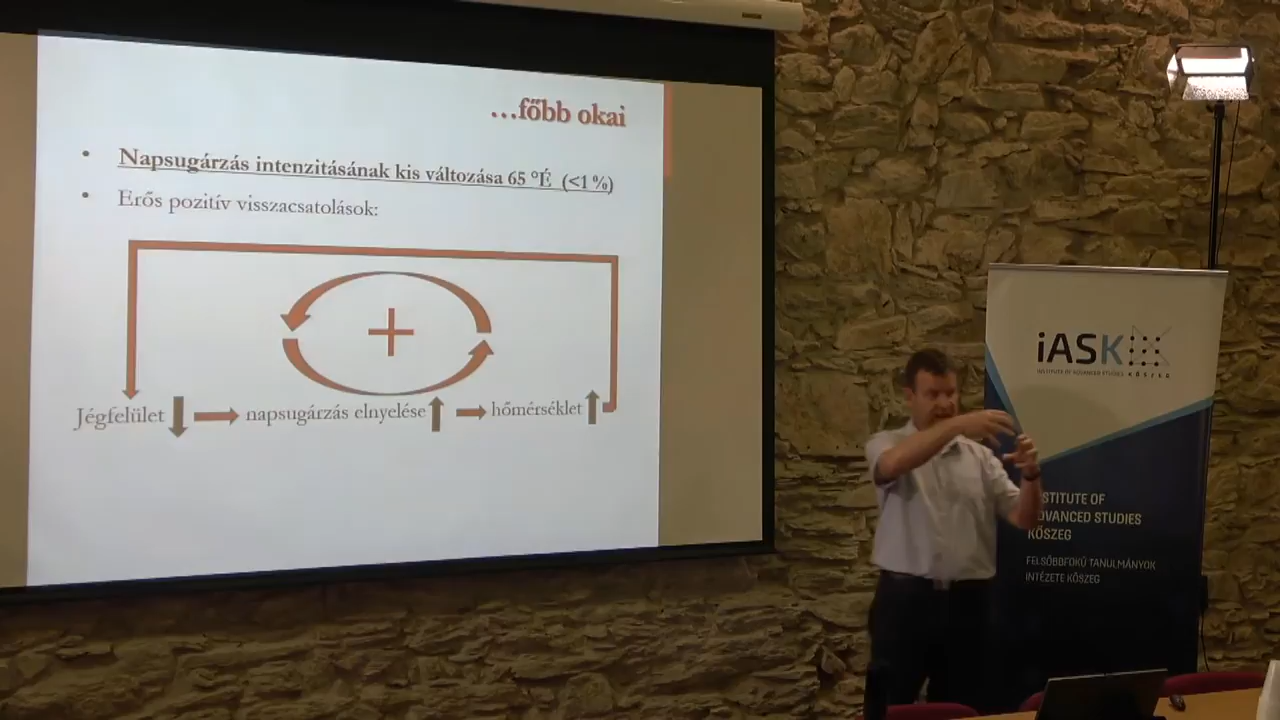 …főbb okai
• Napsugárzás intenzitásának kis változása 65 °É (<1 %)
• Erős pozitív visszacsatolások:
+
Jégfelület napsugárzás elnyelése hőmérséklet
iASK
INSTITUTE OF ADVANCED STUDIES KŐSZEG
STITUTE OF
DVANCED STUDIES
KŐSZEG
FELSŐBBFOKÚ TANULMÁNYOK
INTÉZETE KŐSZEG